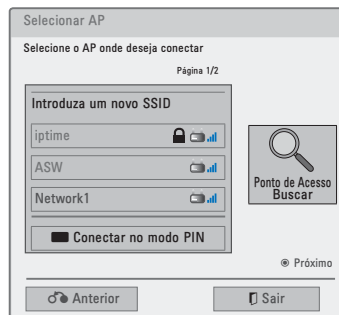 Selecionar AP
Selecione o AP onde deseja conectar
Página 1/2
Introduza um novo SSID
iptime
ASW
Network1
Conectar no modo PIN
Ponto de Acesso
Buscar
Próximo
Anterior
Sair